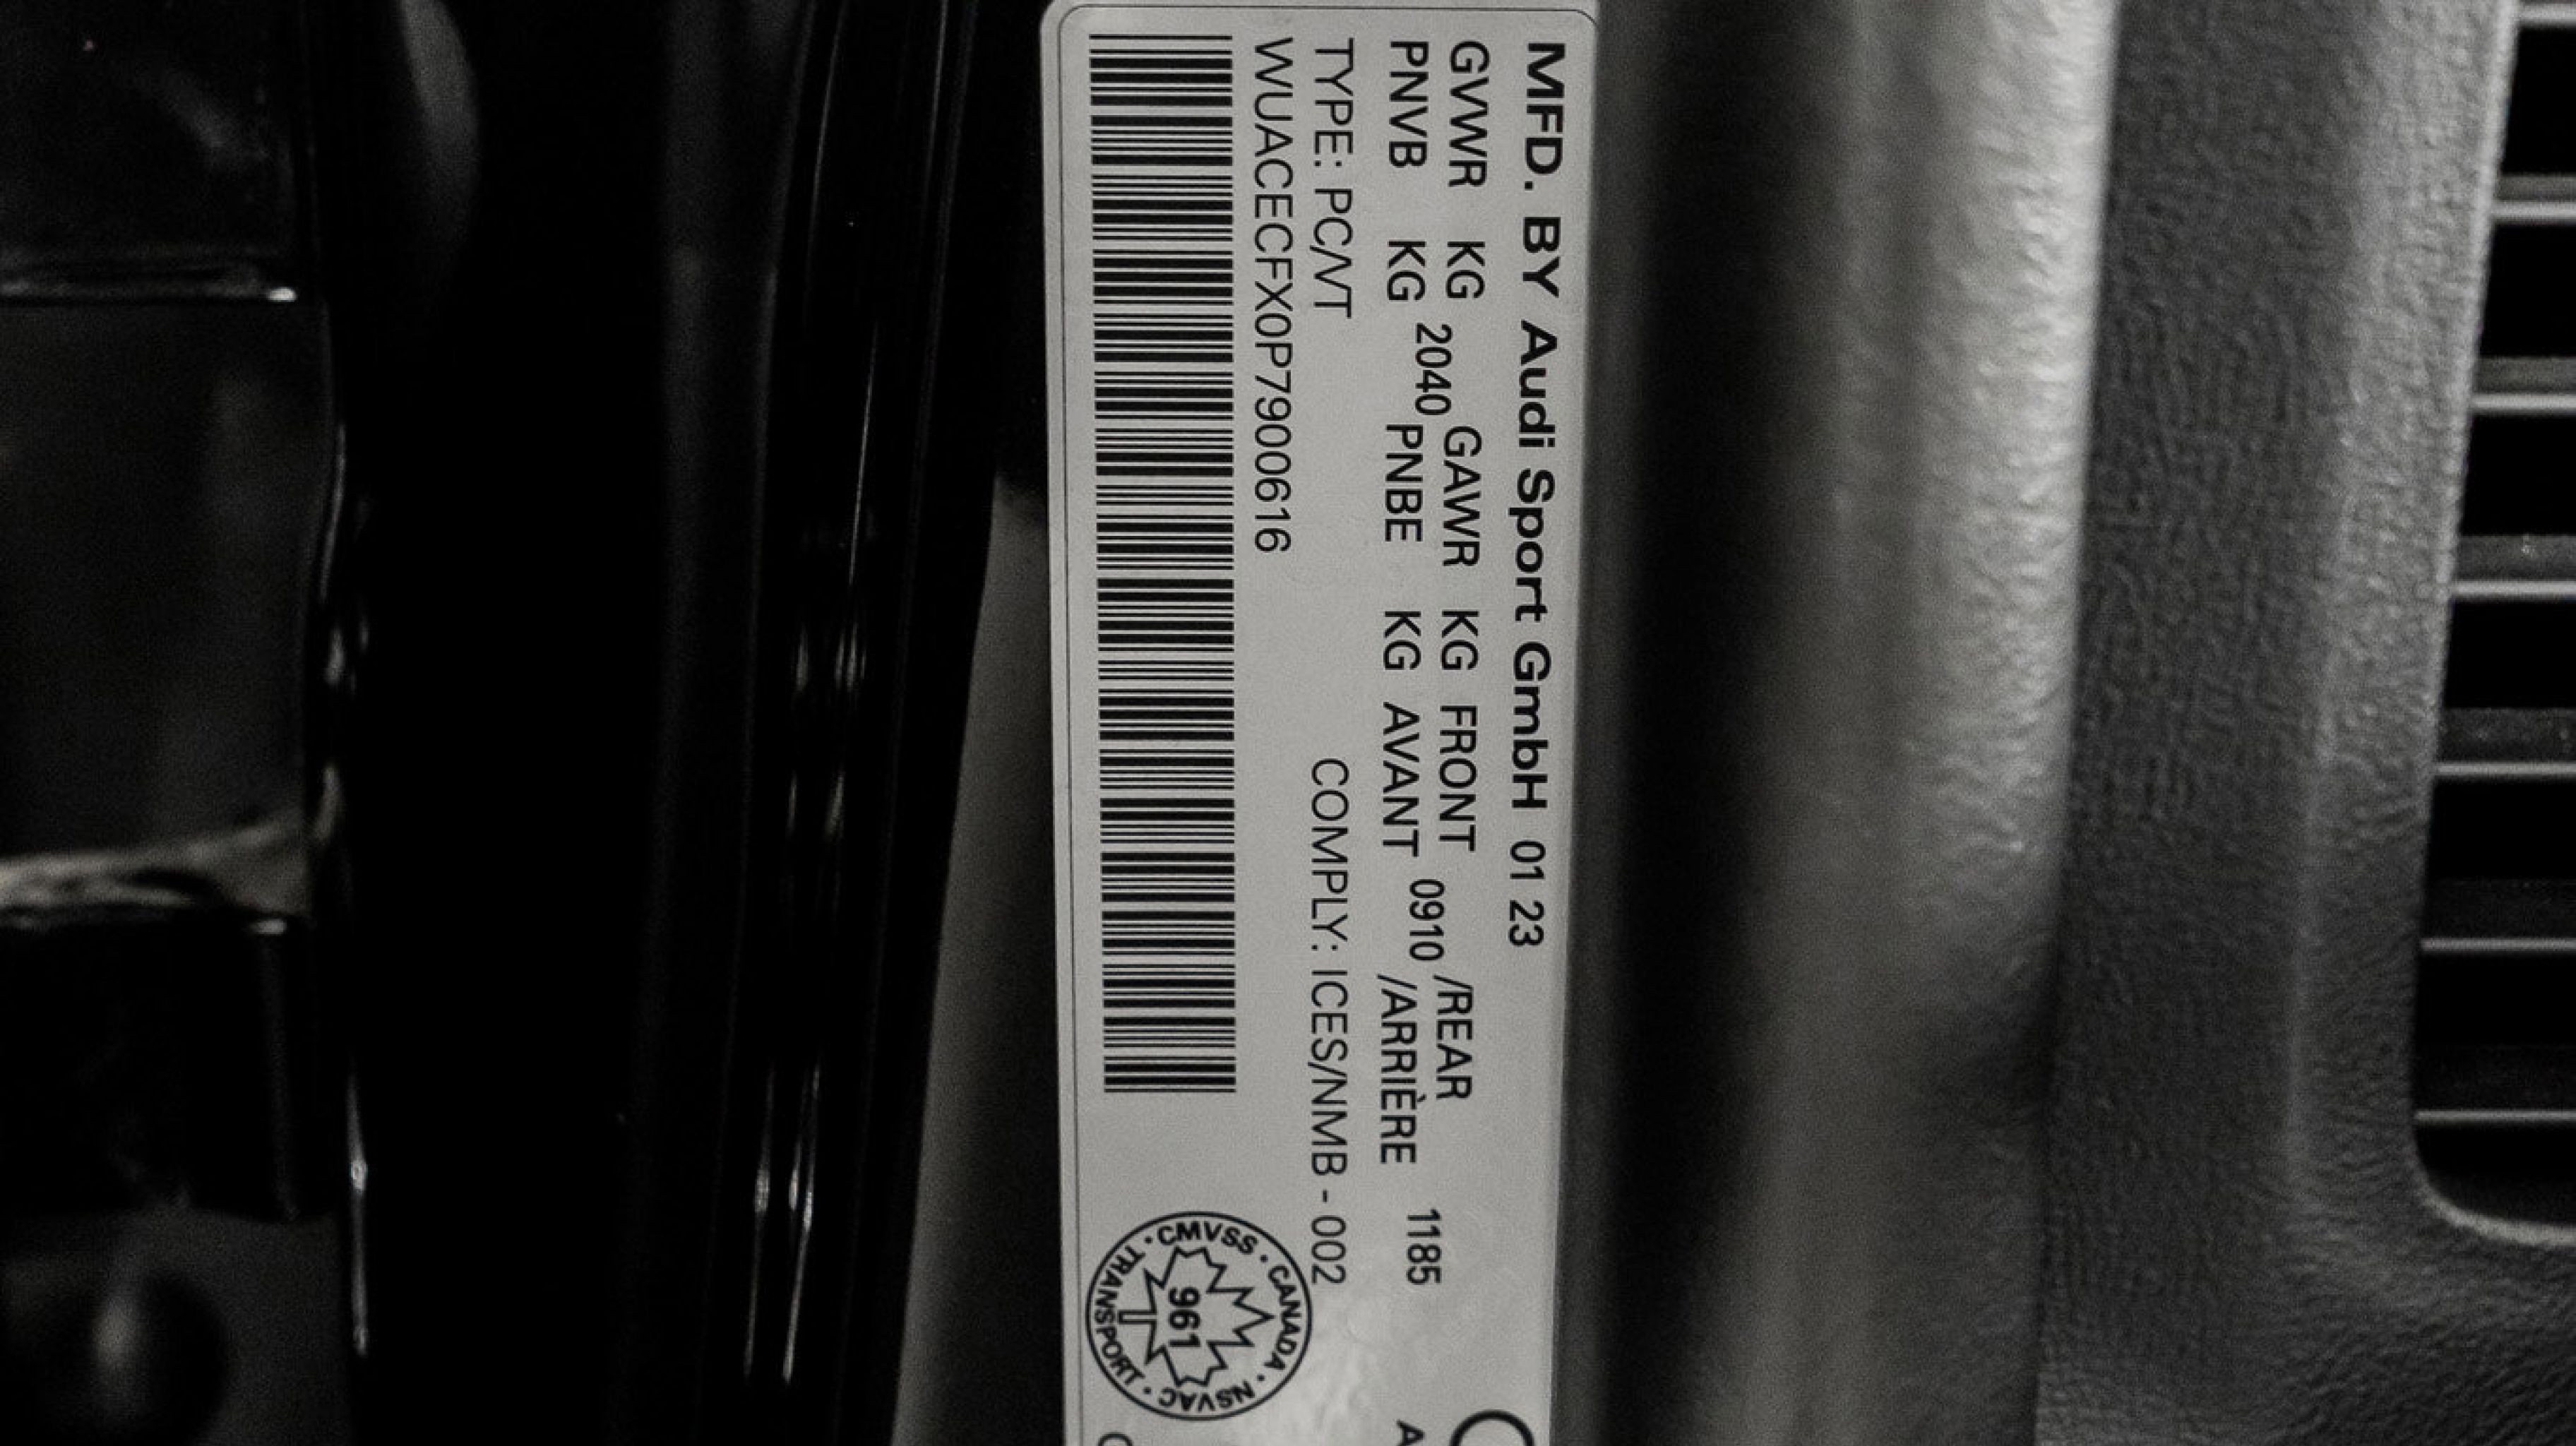 MFD. BY Audi Sport GmbH 01 23
GVWR KG 2040 GAWR KG FRONT 0910 /REAR 1185
PNVB KG PNBE KG AVANT /ARRIÈRE
TYPE: PC/VT COMPLY: ICES/NMB - 002
WUACECFX0P7900616
CMVSS · CANADA · NSVAC · TRANSPORT ·
961